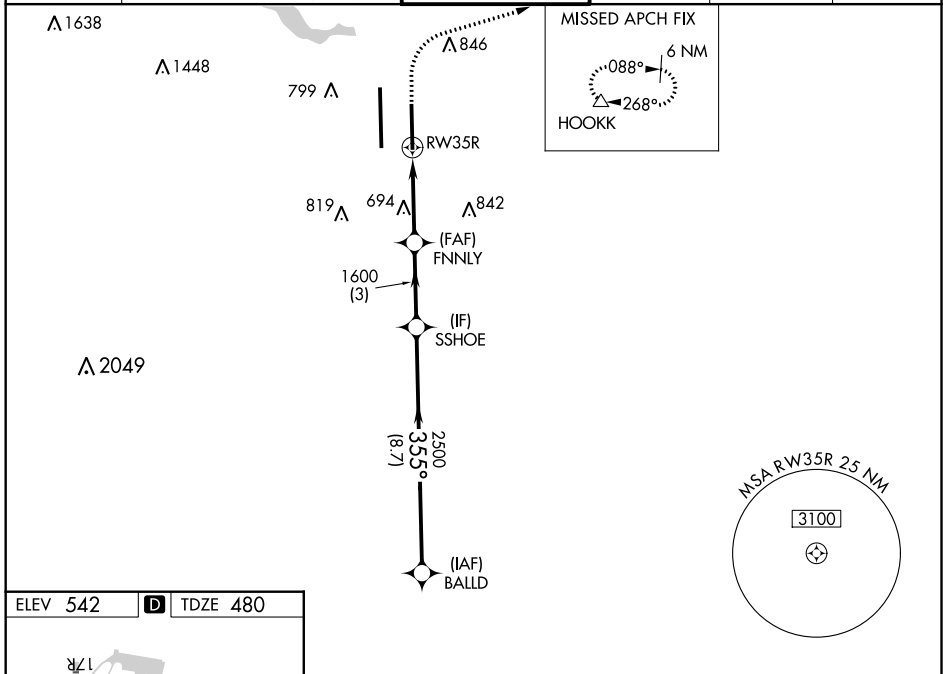 1638
1448
799
846
MISSED APCH FIX
6 NM
088°
268°
HOOKK
RW35R
819
694
842
(FAF)
FNNLY
1600
(3)
(IF)
SSHOE
2049
2500
355°
(8.7)
MSA RW35R 25 NM
3100
(IAF)
BALLD
ELEV 542 D TDZE 480
17R